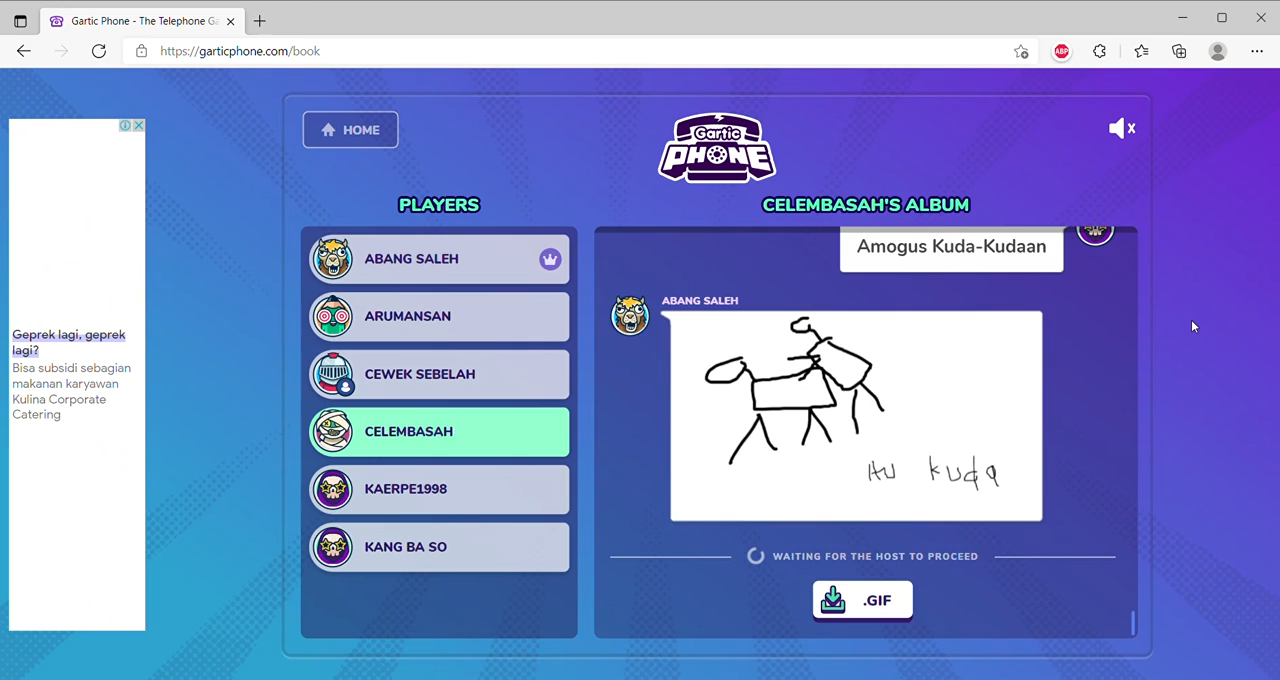 Gartic Phone - The Telephone Ga
https://garticphone.com/book
ABP
HOME
Gartic
PHONE
PLAYERS
ABANG SALEH
ARUMANSAN
CEWEK SEBELAH
CELEMBASAH
KAERPE1998
KANG BA SO
CELEMBASAH'S ALBUM
Amogus Kuda-Kudaan
ABANG SALEH
kuda
WAITING FOR THE HOST TO PROCEED
.GIF
Geprek lagi, geprek
lagi?
Bisa subsidi sebagian
makanan karyawan
Kulina Corporate
Catering